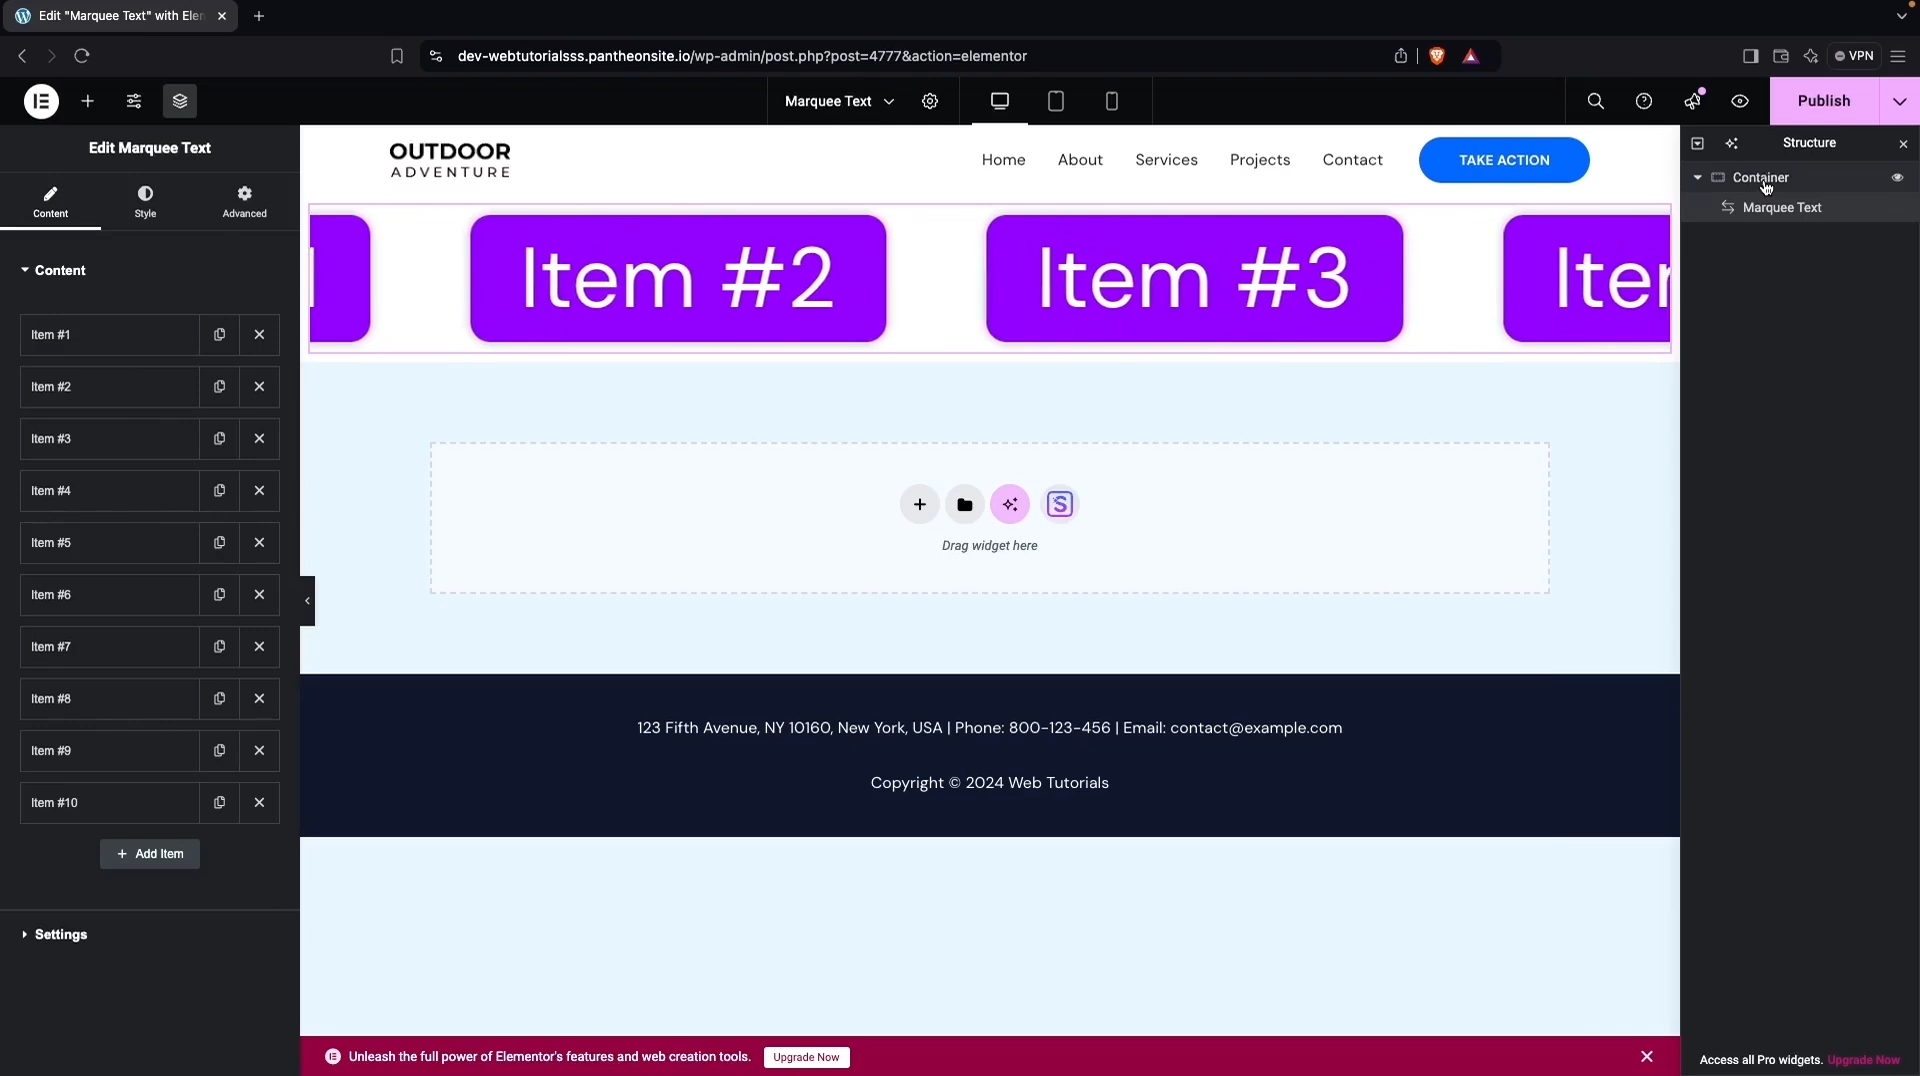 Edit "Marquee Text" with Elen
dev-webtutorialsss.pantheonsite.io/wp-admin/post.php?post=4777&action=elementor
VPN
Marquee Text
Publish
Edit Marquee Text
Content
Style
Advanced
Content
Item #1
Item #2
Item #3
Item #4
Item #5
Item #6
Item #7
Item #8
Item #9
Item #10
+ Add Item
Settings
OUTDOOR
ADVENTURE
Home
About
Services
Projects
Contact
TAKE ACTION
Item #2
Item #3
Iter
Drag widget here
123 Fifth Avenue, NY 10160, New York, USA | Phone: 800-123-456 | Email: contact@example.com
Copyright © 2024 Web Tutorials
Unleash the full power of Elementor's features and web creation tools.
Upgrade Now
Structure
Container
Marquee Text
Access all Pro widgets. Upgrade Now